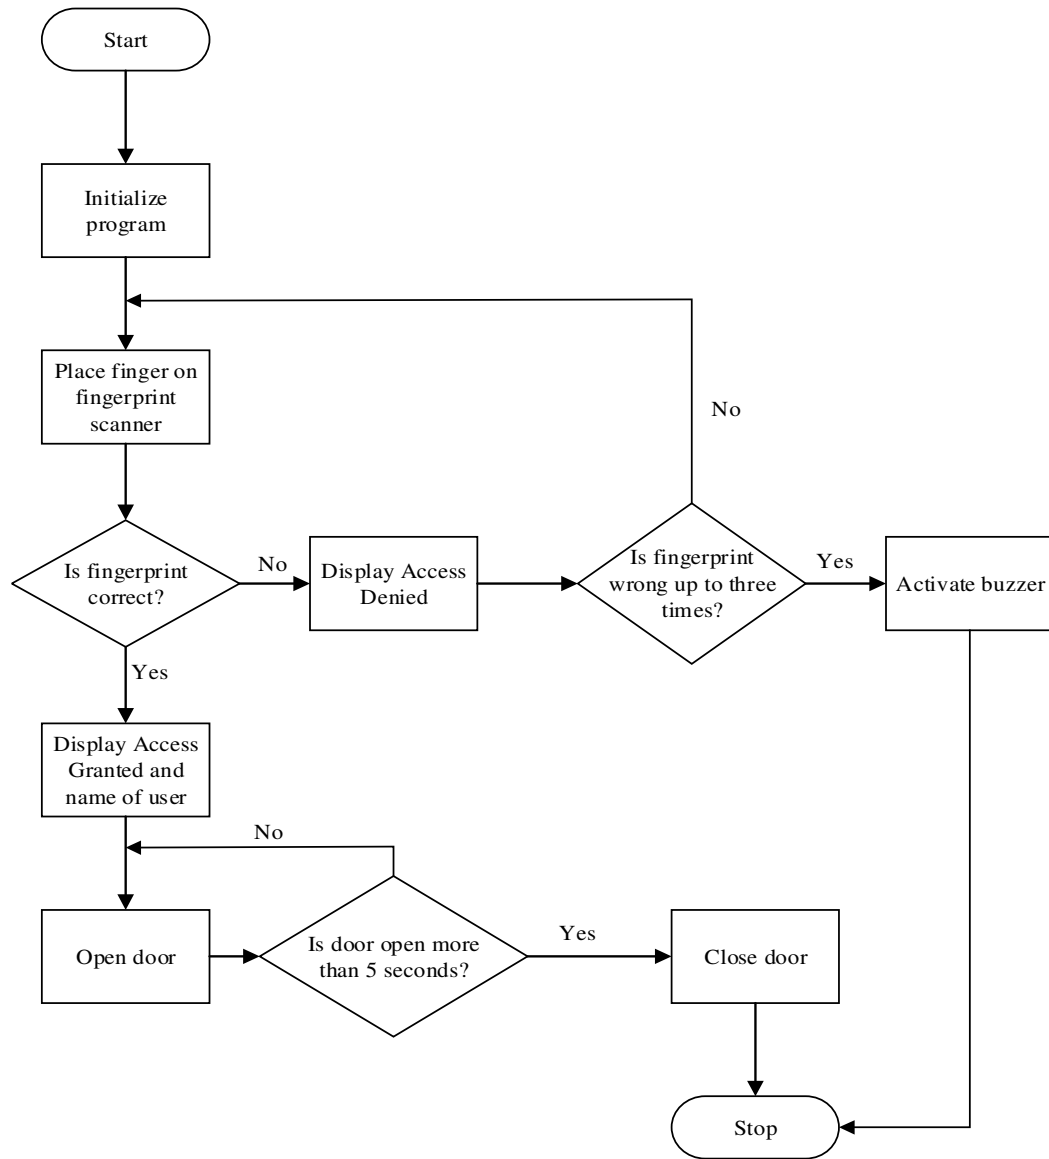 Start
Initialize
program
Place finger on
fingerprint
scanner
No
Is fingerprint
correct?
No
Display Access
Denied
Is fingerprint
wrong up to three
times?
Yes
Activate buzzer
Yes
Display Access
Granted and
name of user
No
Open door
Is door open more
than 5 seconds?
Yes
Close door
Stop